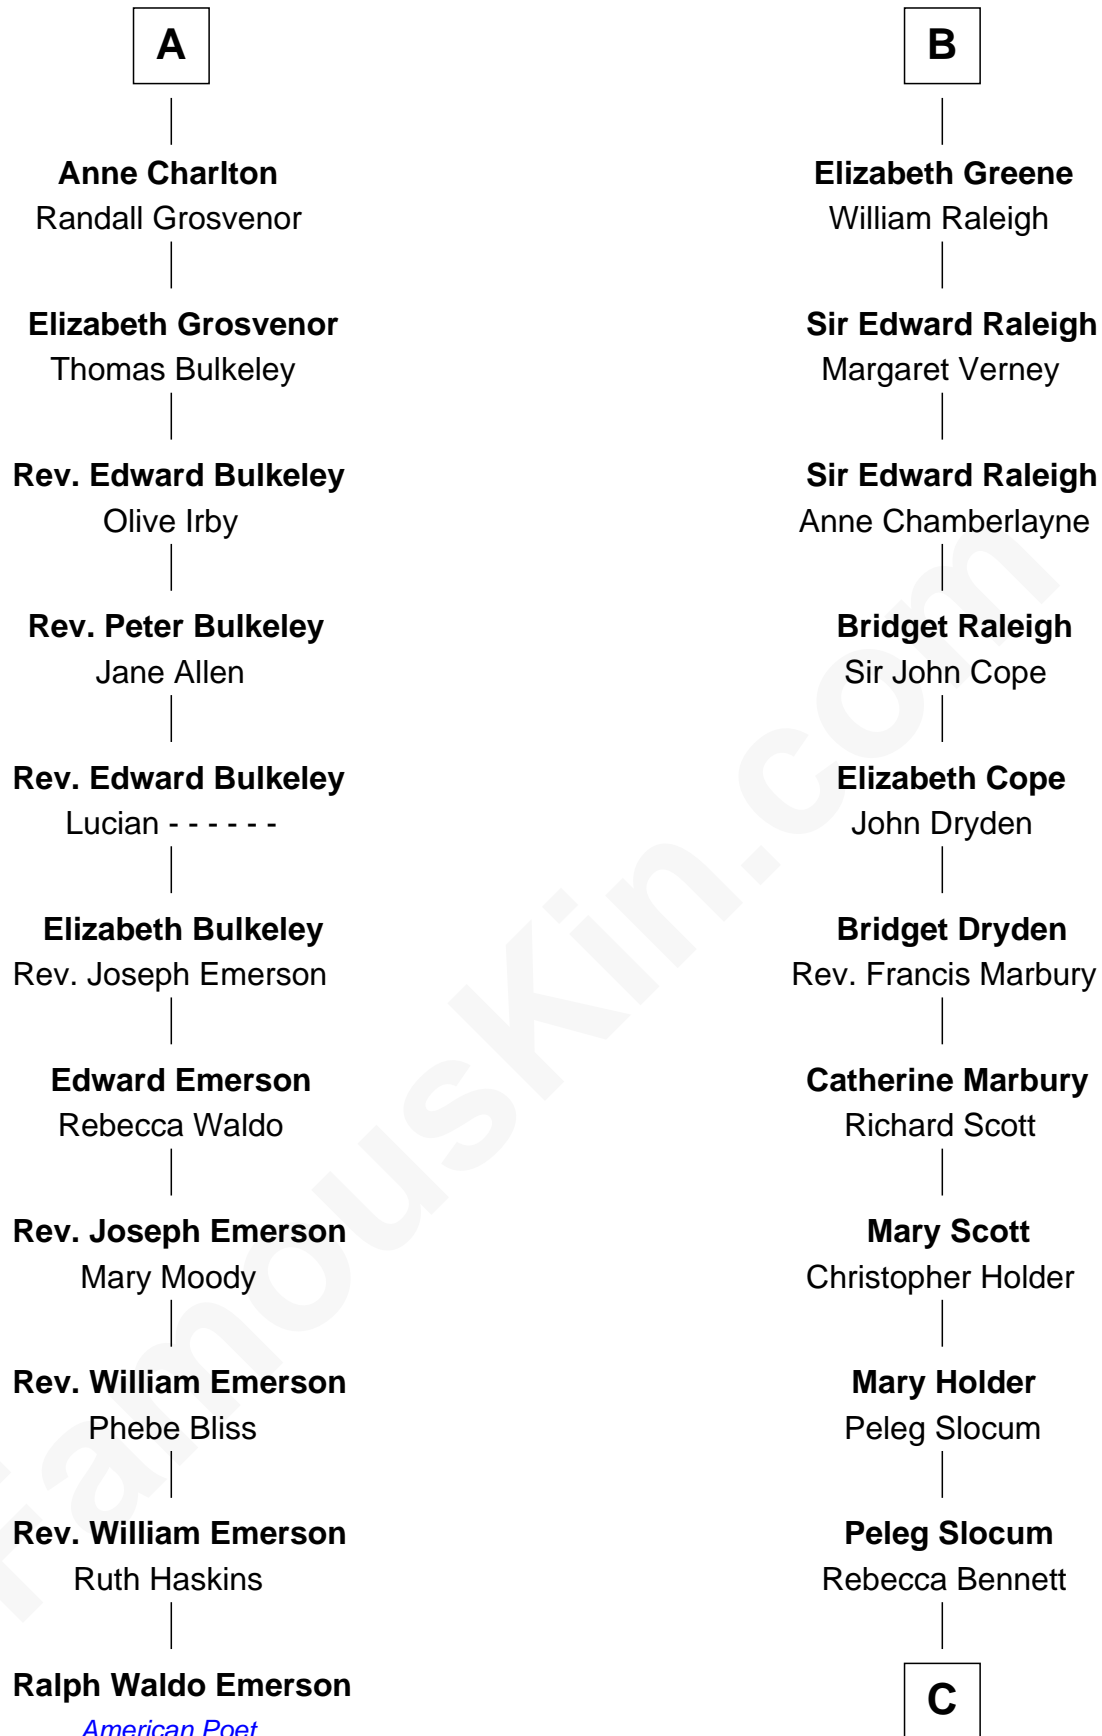 A
Anne Charlton
Randall Grosvenor
Elizabeth Grosvenor
Thomas Bulkeley
Rev. Edward Bulkeley
Olive Irby
Rev. Peter Bulkeley
Jane Allen
Rev. Edward Bulkeley
Lucian - - - - - -
Elizabeth Bulkeley
Rev. Joseph Emerson
Edward Emerson
Rebecca Waldo
Rev. Joseph Emerson
Mary Moody
Rev. William Emerson
Phebe Bliss
Rev. William Emerson
Ruth Haskins
Ralph Waldo Emerson
American Poet
B
Elizabeth Greene
William Raleigh
Sir Edward Raleigh
Margaret Verney
Sir Edward Raleigh
Anne Chamberlayne
Bridget Raleigh
Sir John Cope
Elizabeth Cope
John Dryden
Bridget Dryden
Rev. Francis Marbury
Catherine Marbury
Richard Scott
Mary Scott
Christopher Holder
Mary Holder
Peleg Slocum
Peleg Slocum
Rebecca Bennett
C
FamousKin.com